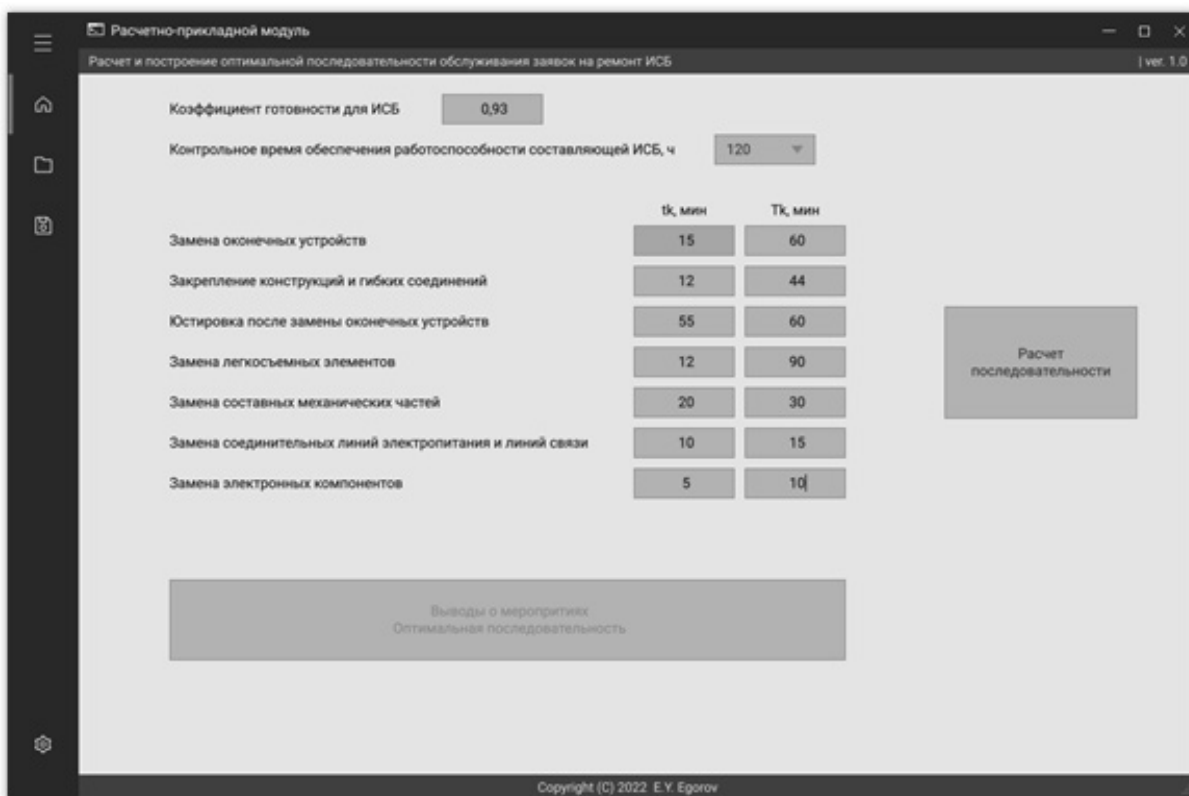 Расчетно-прикладной модуль
Расчет и построение оптимальной последовательности обслуживания заявок на ремонт ИСБ | ver. 1.0
Коэффициент готовности для ИСБ 0,93
Контрольное время обеспечения работоспособности составляющей ИСБ, ч 120
tk, мин Tk, мин
Замена оконечных устройств 15 60
Закрепление конструкций и гибких соединений 12 44
Юстировка после замены оконечных устройств 55 60
Замена легкосъемных элементов 12 90
Расчет
последовательности
Замена составных механических частей 20 30
Замена соединительных линий электропитания и линий связи 10 15
Замена электронных компонентов 5 10
Выводы о меропритиях
Оптимальная последовательность
Copyright (C) 2022 E.Y. Egorov